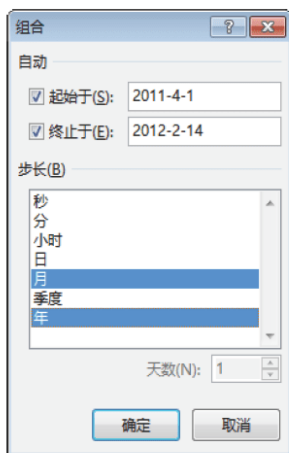 组合
自动
起始于(S): 2011-4-1
终止于(E): 2012-2-14
步长(B)
秒
分
小时
日
月
季度
年
天数(N): 1
确定 取消